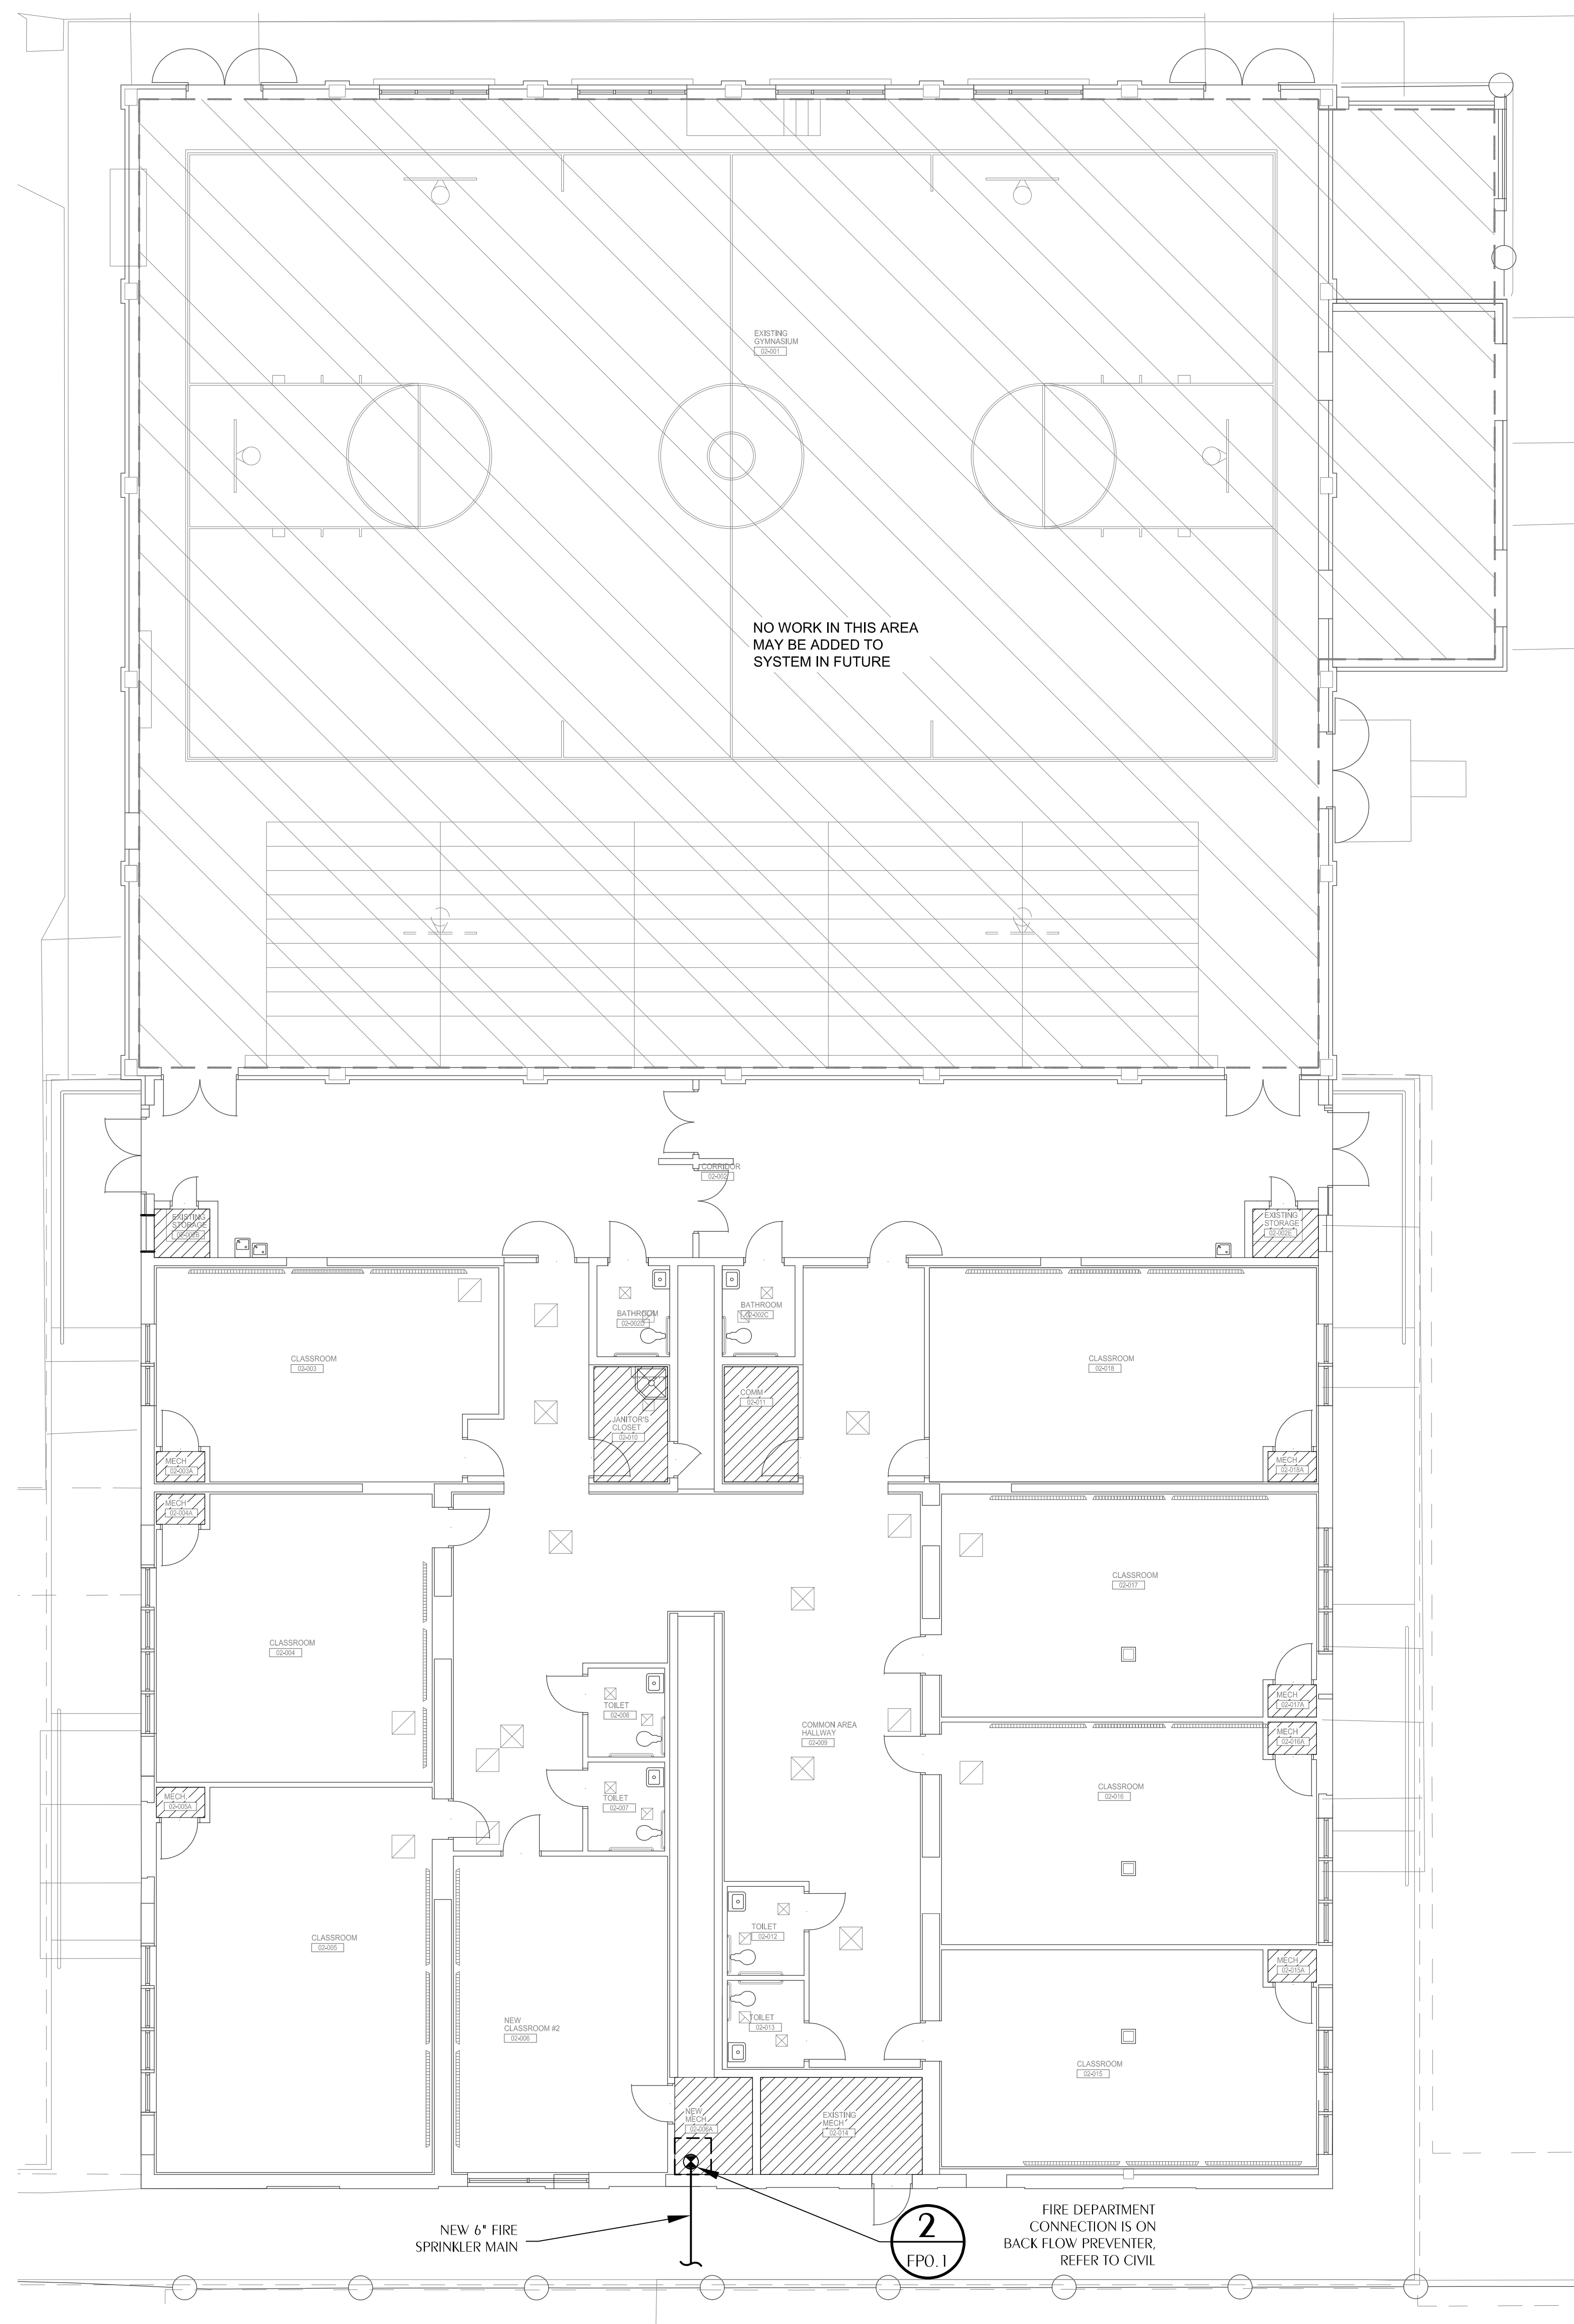 EXISTING
GYMNASIUM
02-001
NO WORK IN THIS AREA
MAY BE ADDED TO
SYSTEM IN FUTURE
CORRIDOR
02-002
EXISTING
STORAGE
02-002B
EXISTING
STORAGE
02-002E
BATHROOM
02-002D
BATHROOM
02-002C
CLASSROOM
02-003
CLASSROOM
02-018
COMM
02-011
JANITOR'S
CLOSET
02-010
MECH
02-003A
MECH
02-018A
MECH
02-004A
CLASSROOM
02-017
CLASSROOM
02-004
MECH
02-017A
TOILET
02-008
COMMON AREA
HALLWAY
02-009
MECH
02-016A
CLASSROOM
02-016
MECH
02-005A
TOILET
02-007
CLASSROOM
02-005
TOILET
02-012
MECH
02-015A
NEW
CLASSROOM #2
02-006
TOILET
02-013
CLASSROOM
02-015
NEW
MECH
02-006A
EXISTING
MECH
02-014
NEW 6" FIRE
SPRINKLER MAIN
2
FP0.1
FIRE DEPARTMENT
CONNECTION IS ON
BACK FLOW PREVENTER,
REFER TO CIVIL